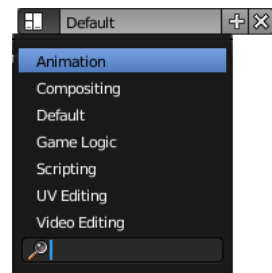 Default
Animation
Compositing
Default
Game Logic
Scripting
UV Editing
Video Editing